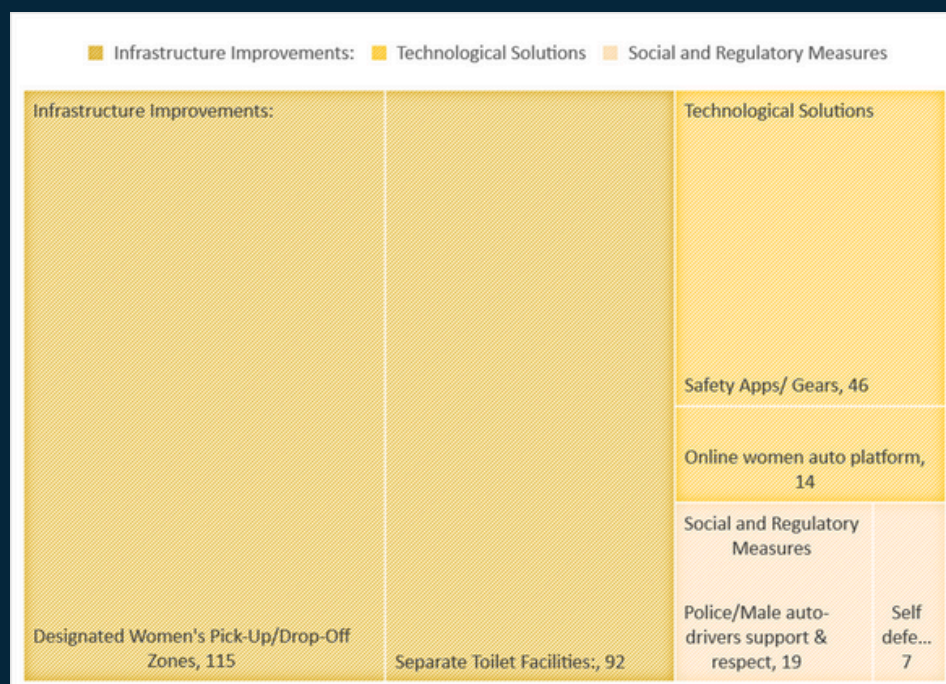 Infrastructure Improvements: Technological Solutions Social and Regulatory Measures
Infrastructure Improvements:
Designated Women's Pick-Up/Drop-Off
Zones, 115
Separate Toilet Facilities:, 92
Technological Solutions
Safety Apps/ Gears, 46
Online women auto platform,
14
Social and Regulatory
Measures
Police/Male auto-
drivers support &
respect, 19
Self
defe...
7